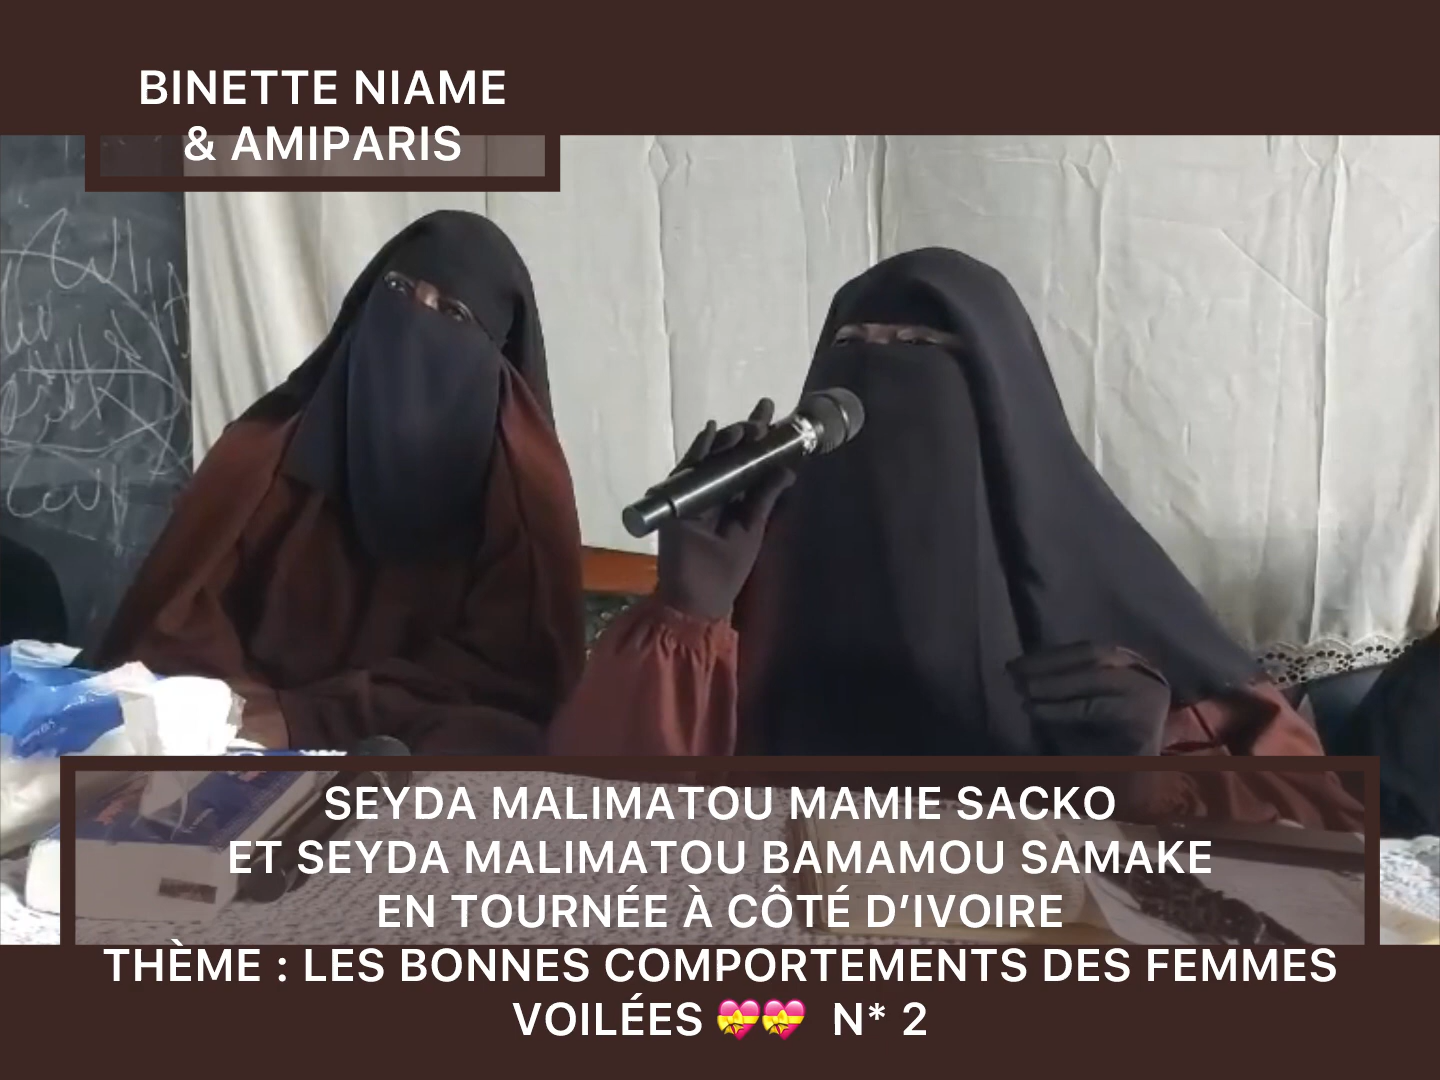 BINETTE NIAME
& AMIPARIS
SEYDA MALIMATOU MAMIE SACKO
ET SEYDA MALIMATOU BAMAMOU SAMAKE
EN TOURNÉE À CÔTÉ D’IVOIRE
THÈME : LES BONNES COMPORTEMENTS DES FEMMES
VOILÉES 💝💝 N* 2